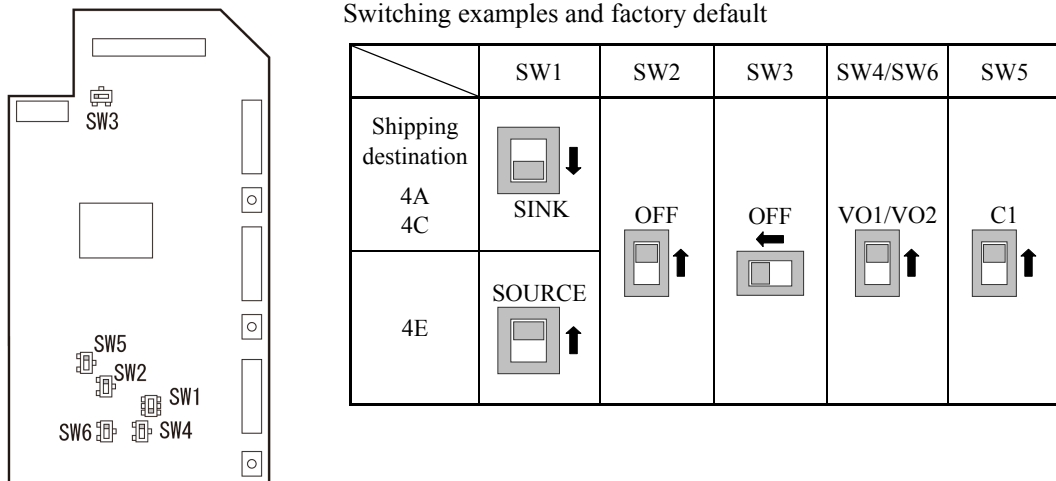 Switching examples and factory default
SW1 SW2 SW3 SW4/SW6 SW5
Shipping
destination
4A
4C
SINK
OFF
OFF
VO1/VO2
C1
4E
SOURCE
SW3
SW5
SW2
SW1
SW6
SW4